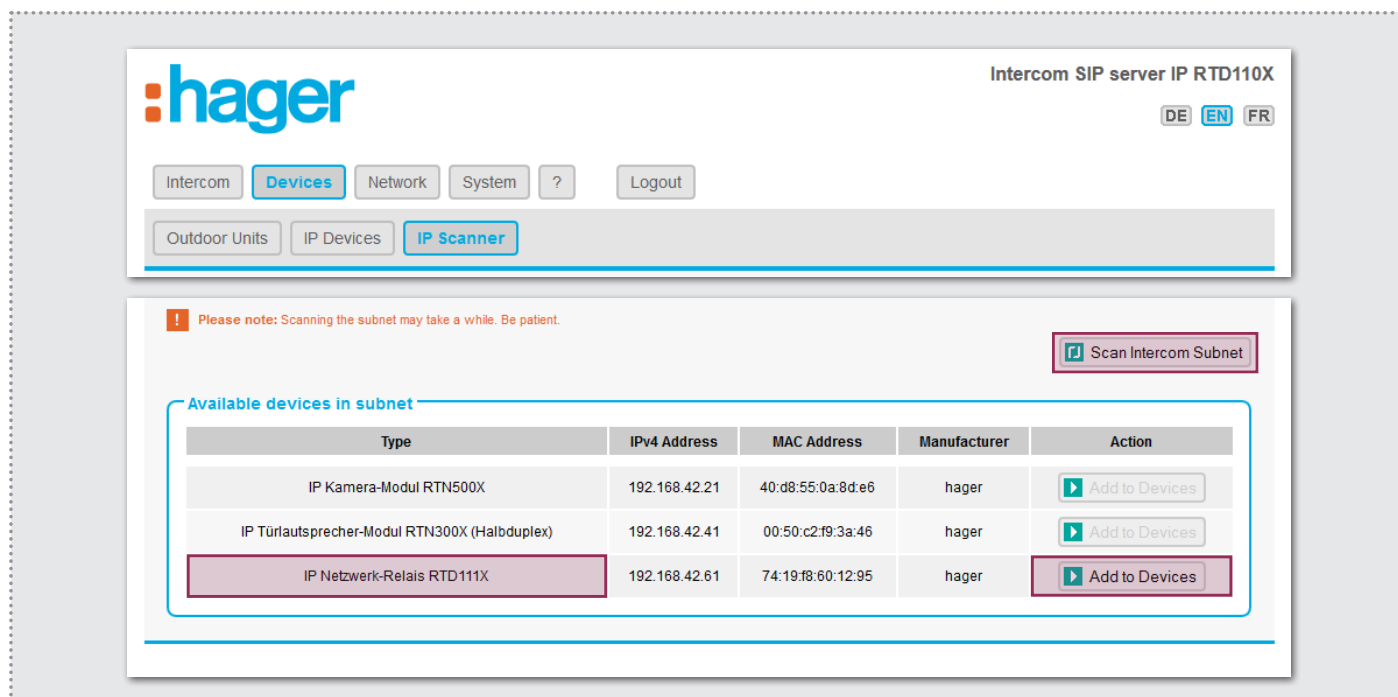 :hager
Intercom SIP server IP RTD110X
DE EN FR
Intercom Devices Network System ? Logout
Outdoor Units IP Devices IP Scanner
! Please note: Scanning the subnet may take a while. Be patient.
Scan Intercom Subnet
Available devices in subnet
Type IPv4 Address MAC Address Manufacturer Action
IP Kamera-Modul RTN500X 192.168.42.21 40:d8:55:0a:8d:e6 hager Add to Devices
IP Türlautsprecher-Modul RTN300X (Halbduplex) 192.168.42.41 00:50:c2:f9:3a:46 hager Add to Devices
IP Netzwerk-Relais RTD111X 192.168.42.61 74:19:f8:60:12:95 hager Add to Devices